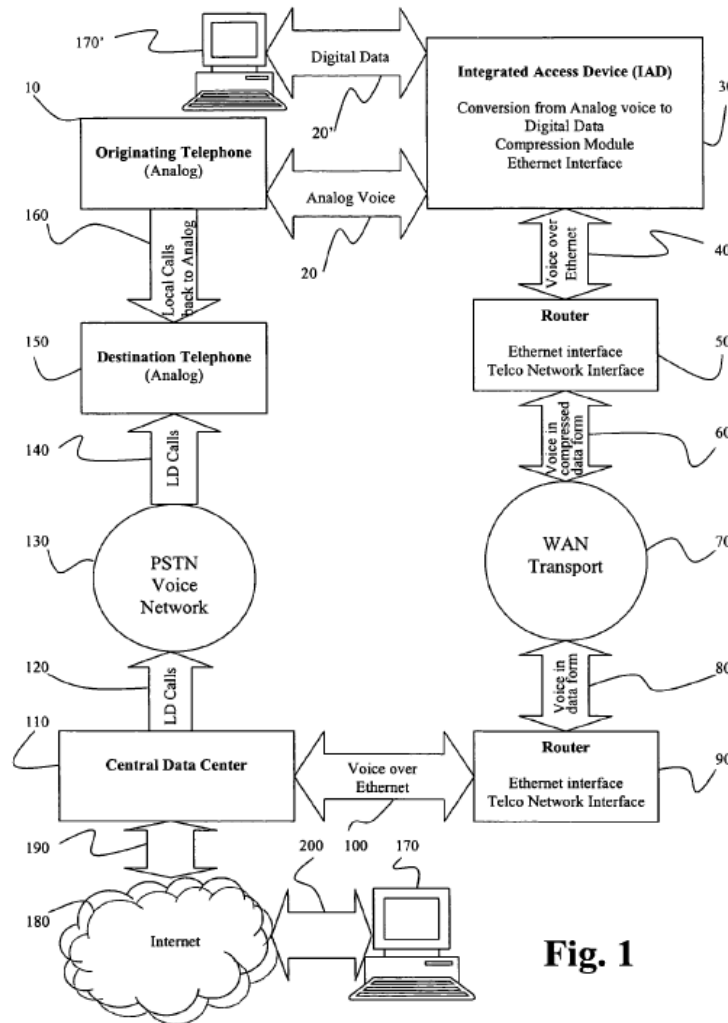 170'
Digital Data
20'
Integrated Access Device (IAD)
Conversion from Analog voice to
Digital Data
Compression Module
Ethernet Interface
30
10
Originating Telephone
(Analog)
Analog Voice
20
160
Local Calls
back to Analog
Voice over
Ethernet
40
150
Destination Telephone
(Analog)
Router
Ethernet interface
Telco Network Interface
50
140
LD Calls
Voice in
compressed
data form
60
130
PSTN
Voice
Network
WAN
Transport
70
120
LD Calls
Voice in
data form
80
110
Central Data Center
Voice over
Ethernet
100
Router
Ethernet interface
Telco Network Interface
90
190
200
170
180
Internet
Fig. 1